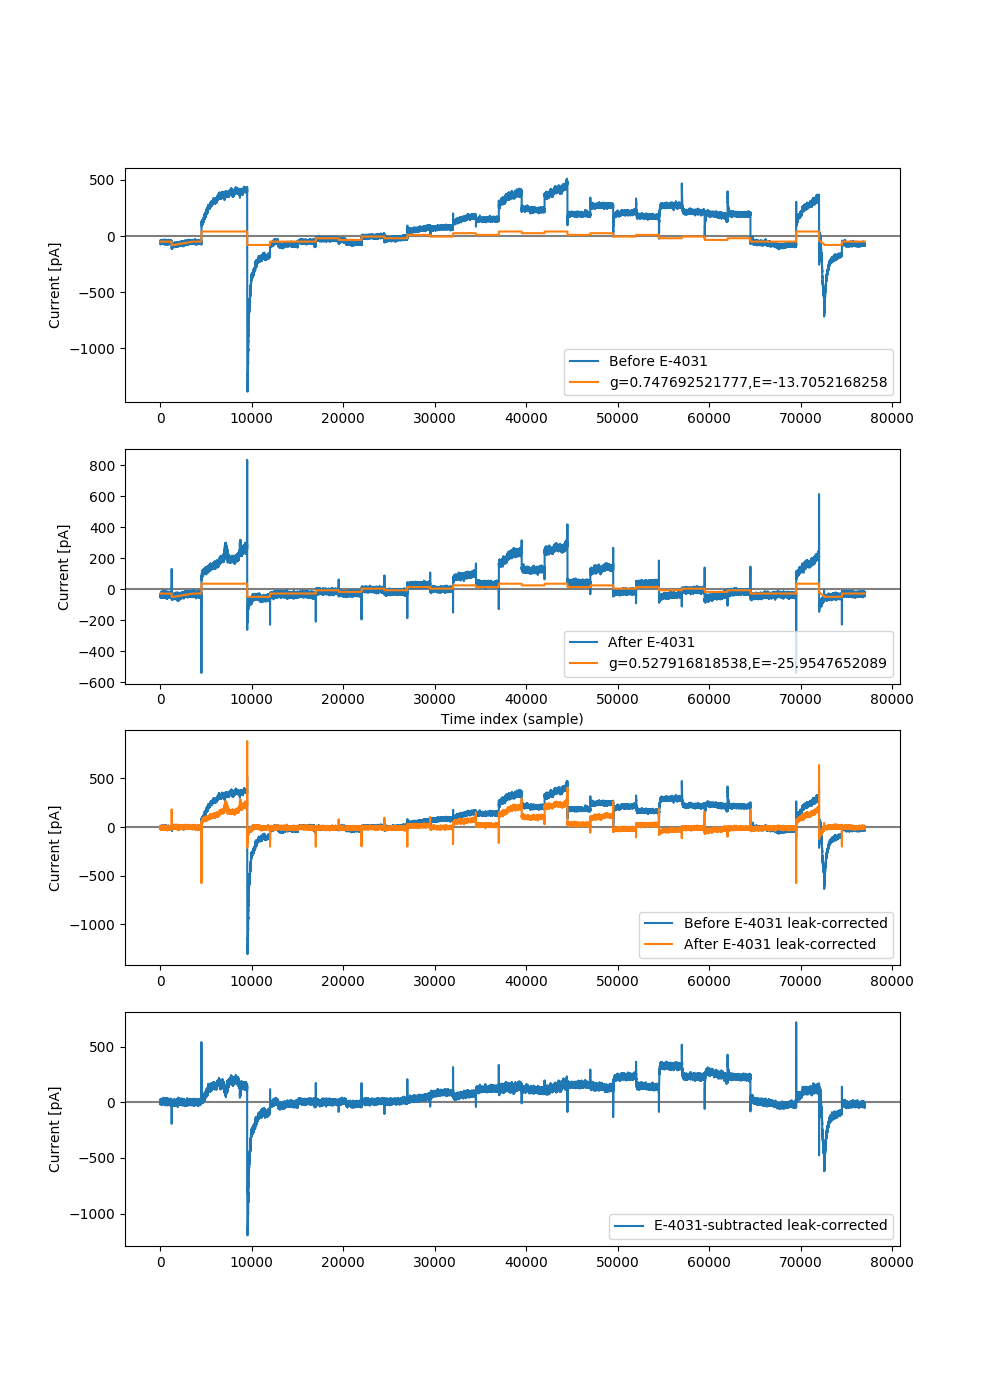 500
0
−500
−1000
Current [pA]
Before E-4031
g=0.747692521777,E=-13.7052168258
0 10000 20000 30000 40000 50000 60000 70000 80000
800
600
400
200
0
−200
−400
−600
Current [pA]
After E-4031
g=0.527916818538,E=-25.9547652089
0 10000 20000 30000 40000 50000 60000 70000 80000
Time index (sample)
500
0
−500
−1000
Current [pA]
Before E-4031 leak-corrected
After E-4031 leak-corrected
0 10000 20000 30000 40000 50000 60000 70000 80000
500
0
−500
−1000
Current [pA]
E-4031-subtracted leak-corrected
0 10000 20000 30000 40000 50000 60000 70000 80000